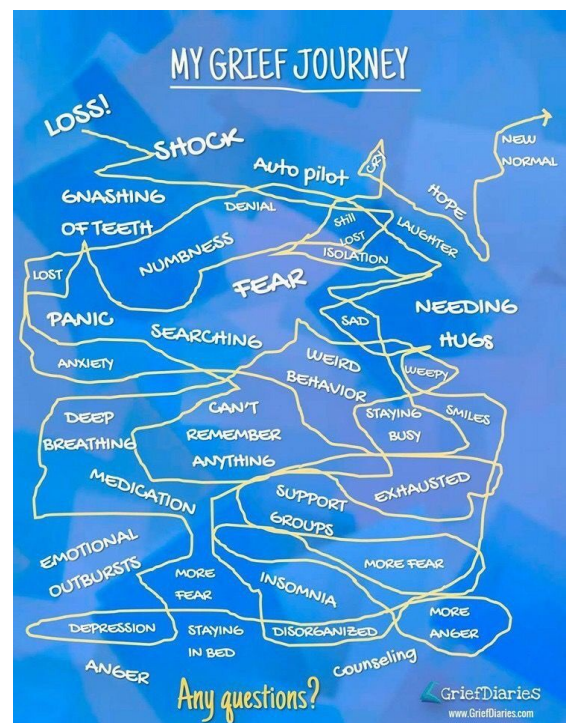 MY GRIEF JOURNEY
LOSS!
SHOCK
Auto pilot
CRY
NEW
NORMAL
HOPE
GNASHING
OF TEETH
DENIAL
Still
LOST
LAUGHTER
NUMBNESS
ISOLATION
LOST
FEAR
PANIC
SEARCHING
SAD
NEEDING
HUGS
ANXIETY
WEIRD
BEHAVIOR
WEEPY
DEEP
BREATHING
CAN'T
REMEMBER
ANYTHING
STAYING
BUSY
SMILES
MEDICATION
SUPPORT
GROUPS
EXHAUSTED
EMOTIONAL
OUTBURSTS
MORE
FEAR
INSOMNIA
MORE FEAR
DEPRESSION
STAYING
IN BED
DISORGANIZED
MORE
ANGER
ANGER
Counseling
Any questions?
GriefDiaries
www.GriefDiaries.com